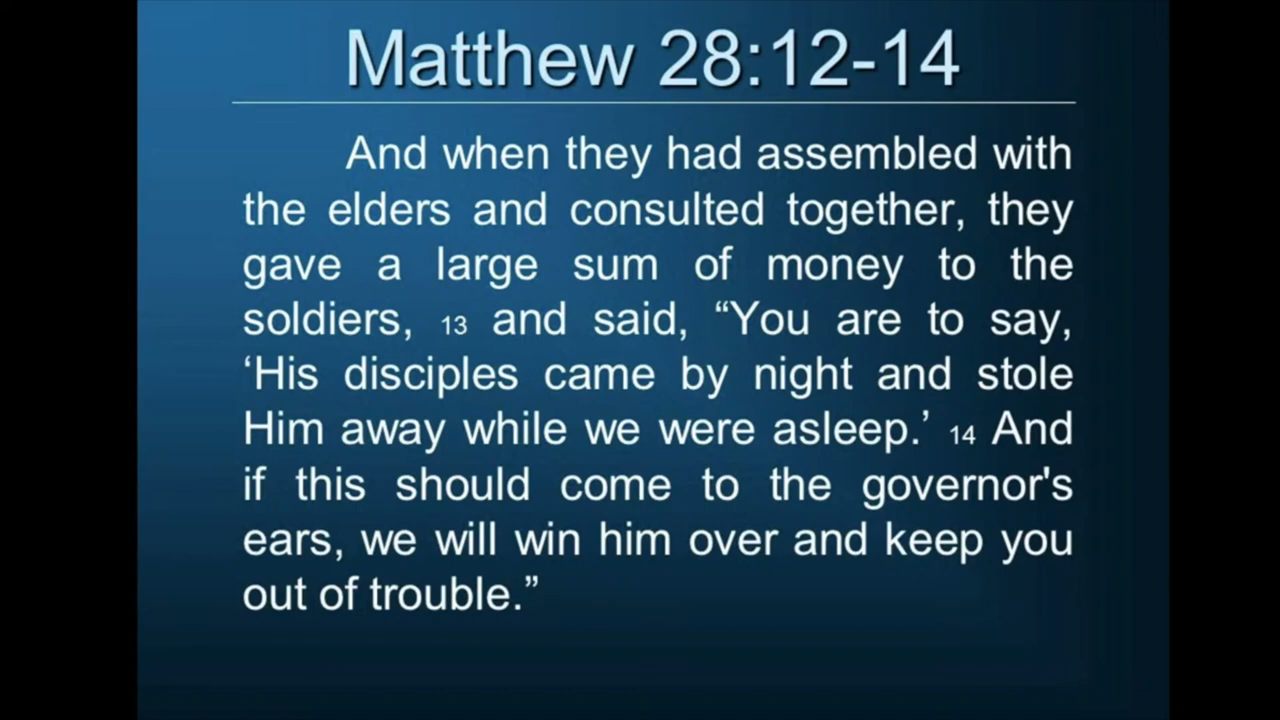 Matthew 28:12-14
And when they had assembled with
the elders and consulted together, they
gave a large sum of money to the
soldiers, 13 and said, “You are to say,
‘His disciples came by night and stole
Him away while we were asleep.’ 14 And
if this should come to the governor's
ears, we will win him over and keep you
out of trouble.”